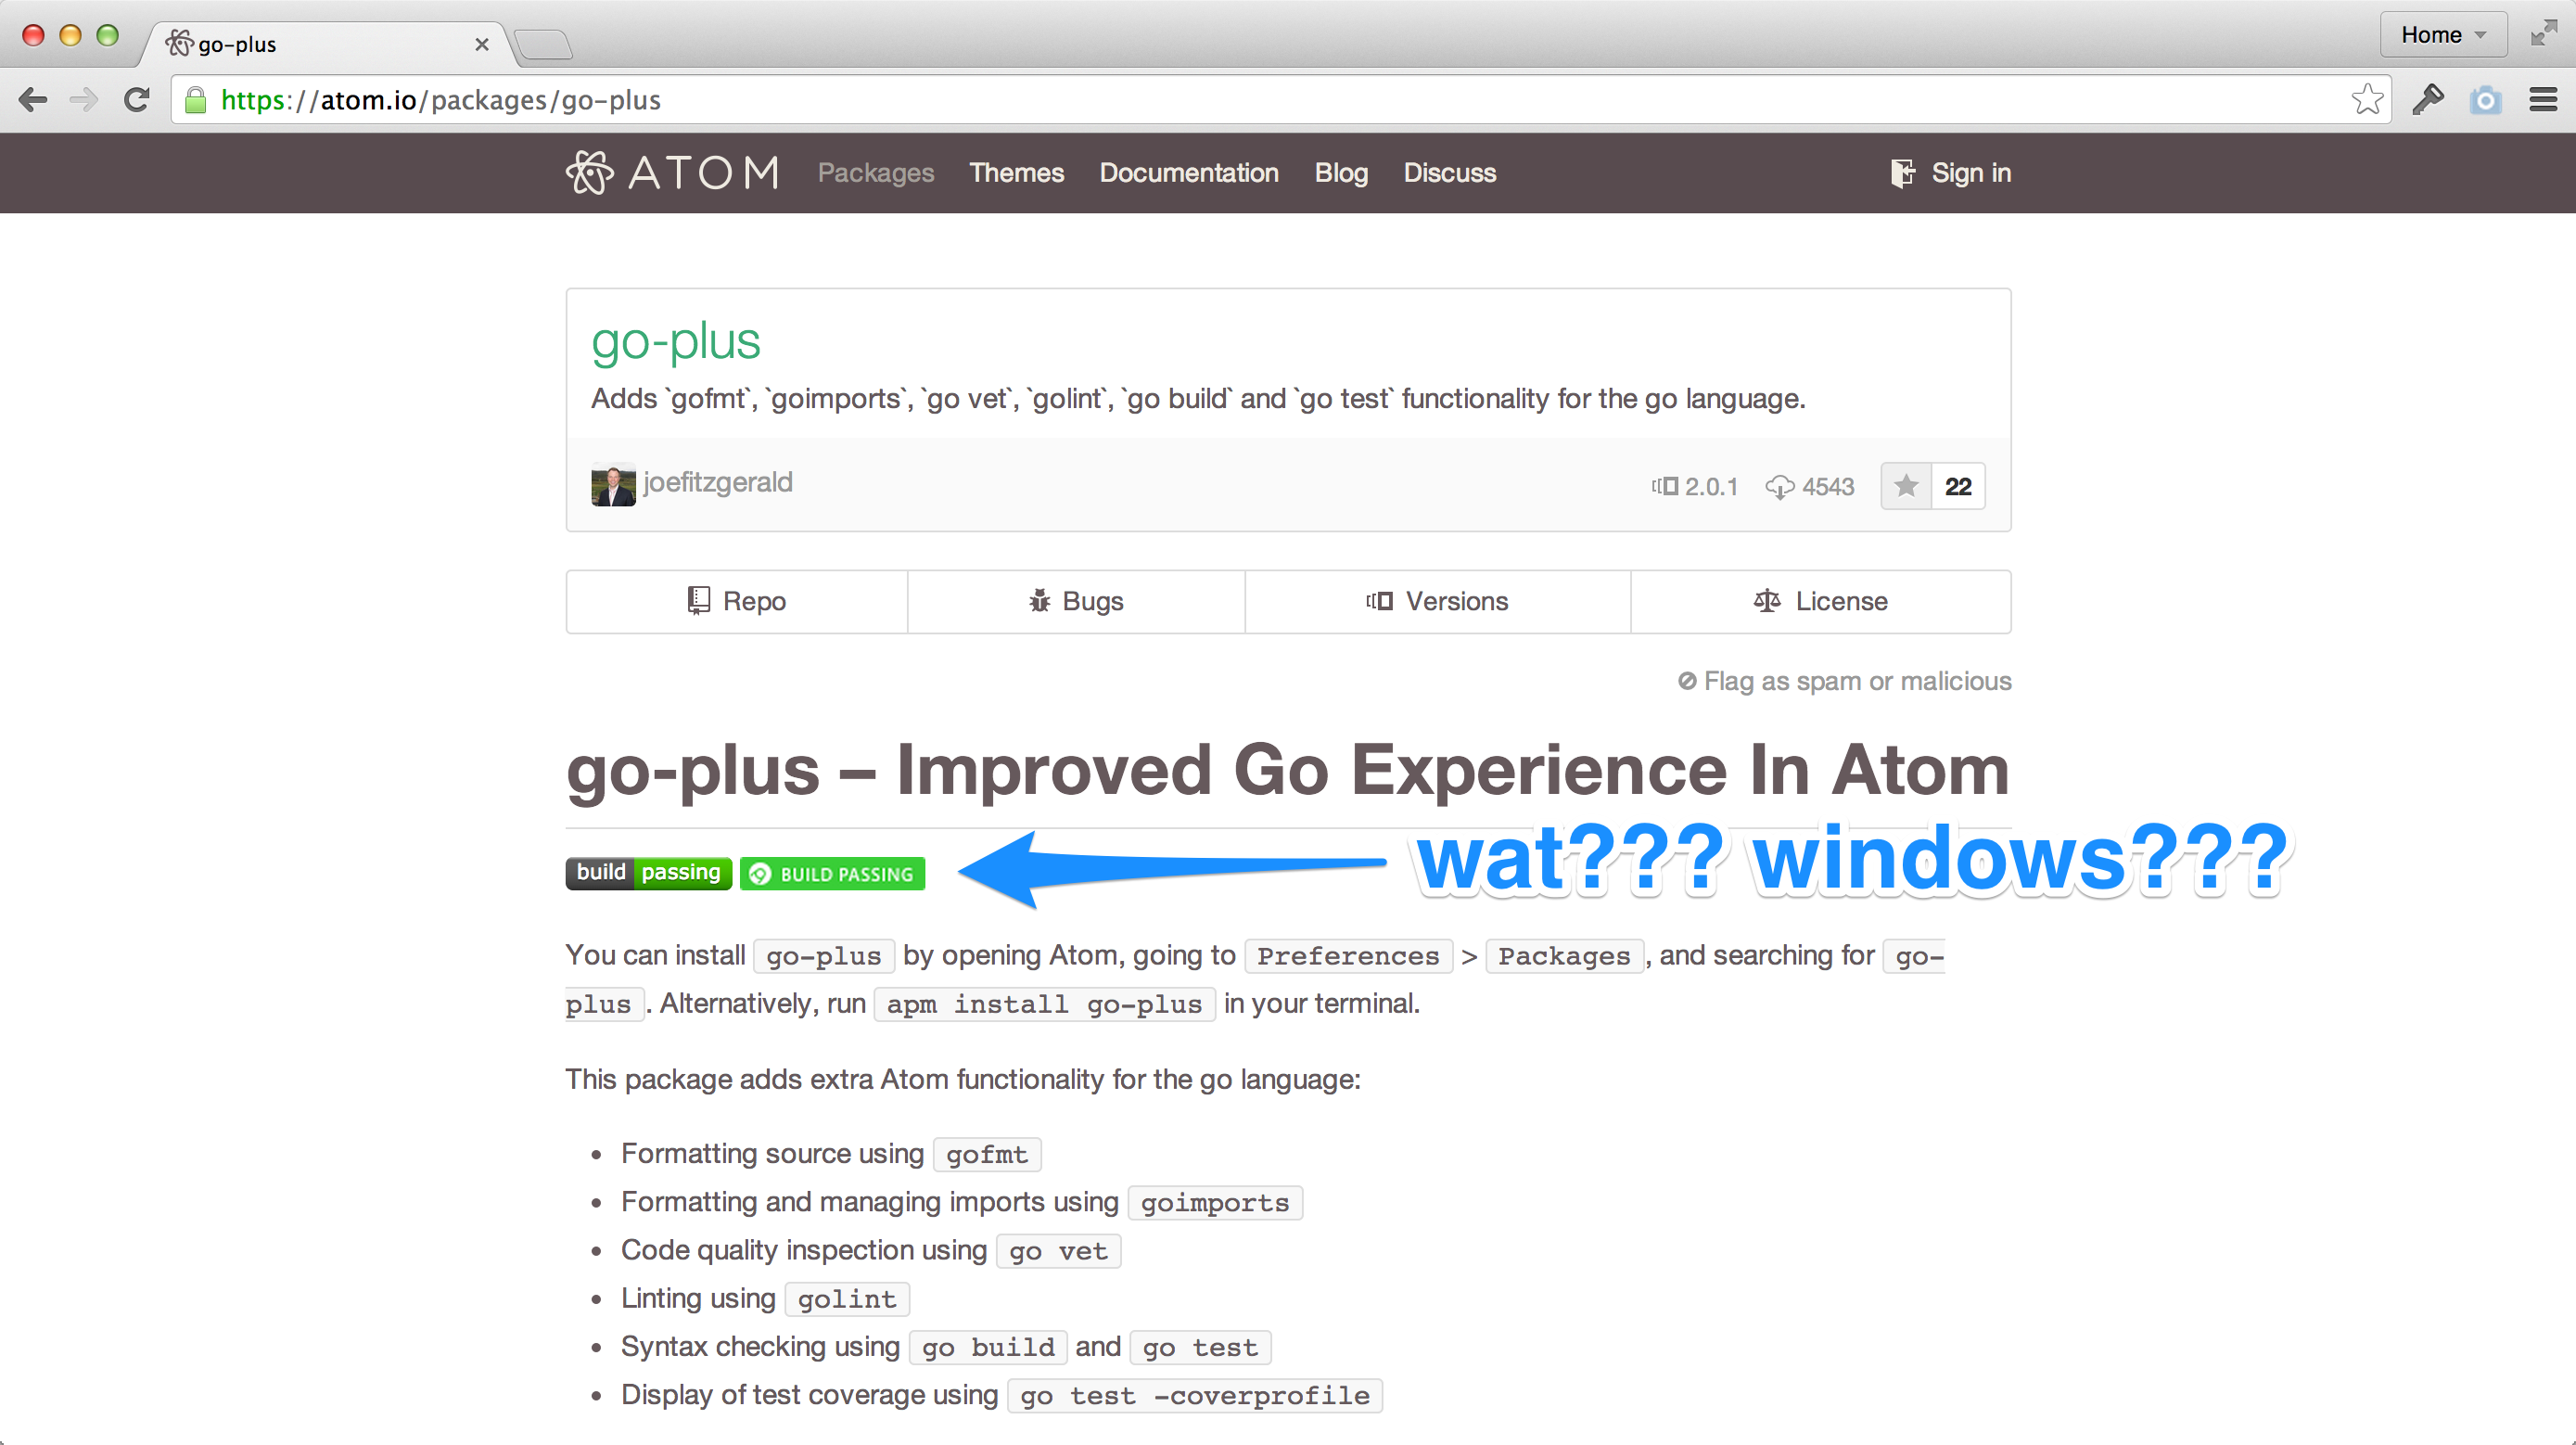 go-plus
Home
https://atom.io/packages/go-plus
ATOM Packages Themes Documentation Blog Discuss Sign in
go-plus
Adds `gofmt`, `goimports`, `go vet`, `golint`, `go build` and `go test` functionality for the go language.
joefitzgerald 2.0.1 4543 22
Repo Bugs Versions License
Flag as spam or malicious
go-plus – Improved Go Experience In Atom
build passing BUILD PASSING wat??? windows???
You can install go-plus by opening Atom, going to Preferences > Packages, and searching for go-
plus. Alternatively, run apm install go-plus in your terminal.
This package adds extra Atom functionality for the go language:
• Formatting source using gofmt
• Formatting and managing imports using goimports
• Code quality inspection using go vet
• Linting using golint
• Syntax checking using go build and go test
• Display of test coverage using go test -coverprofile